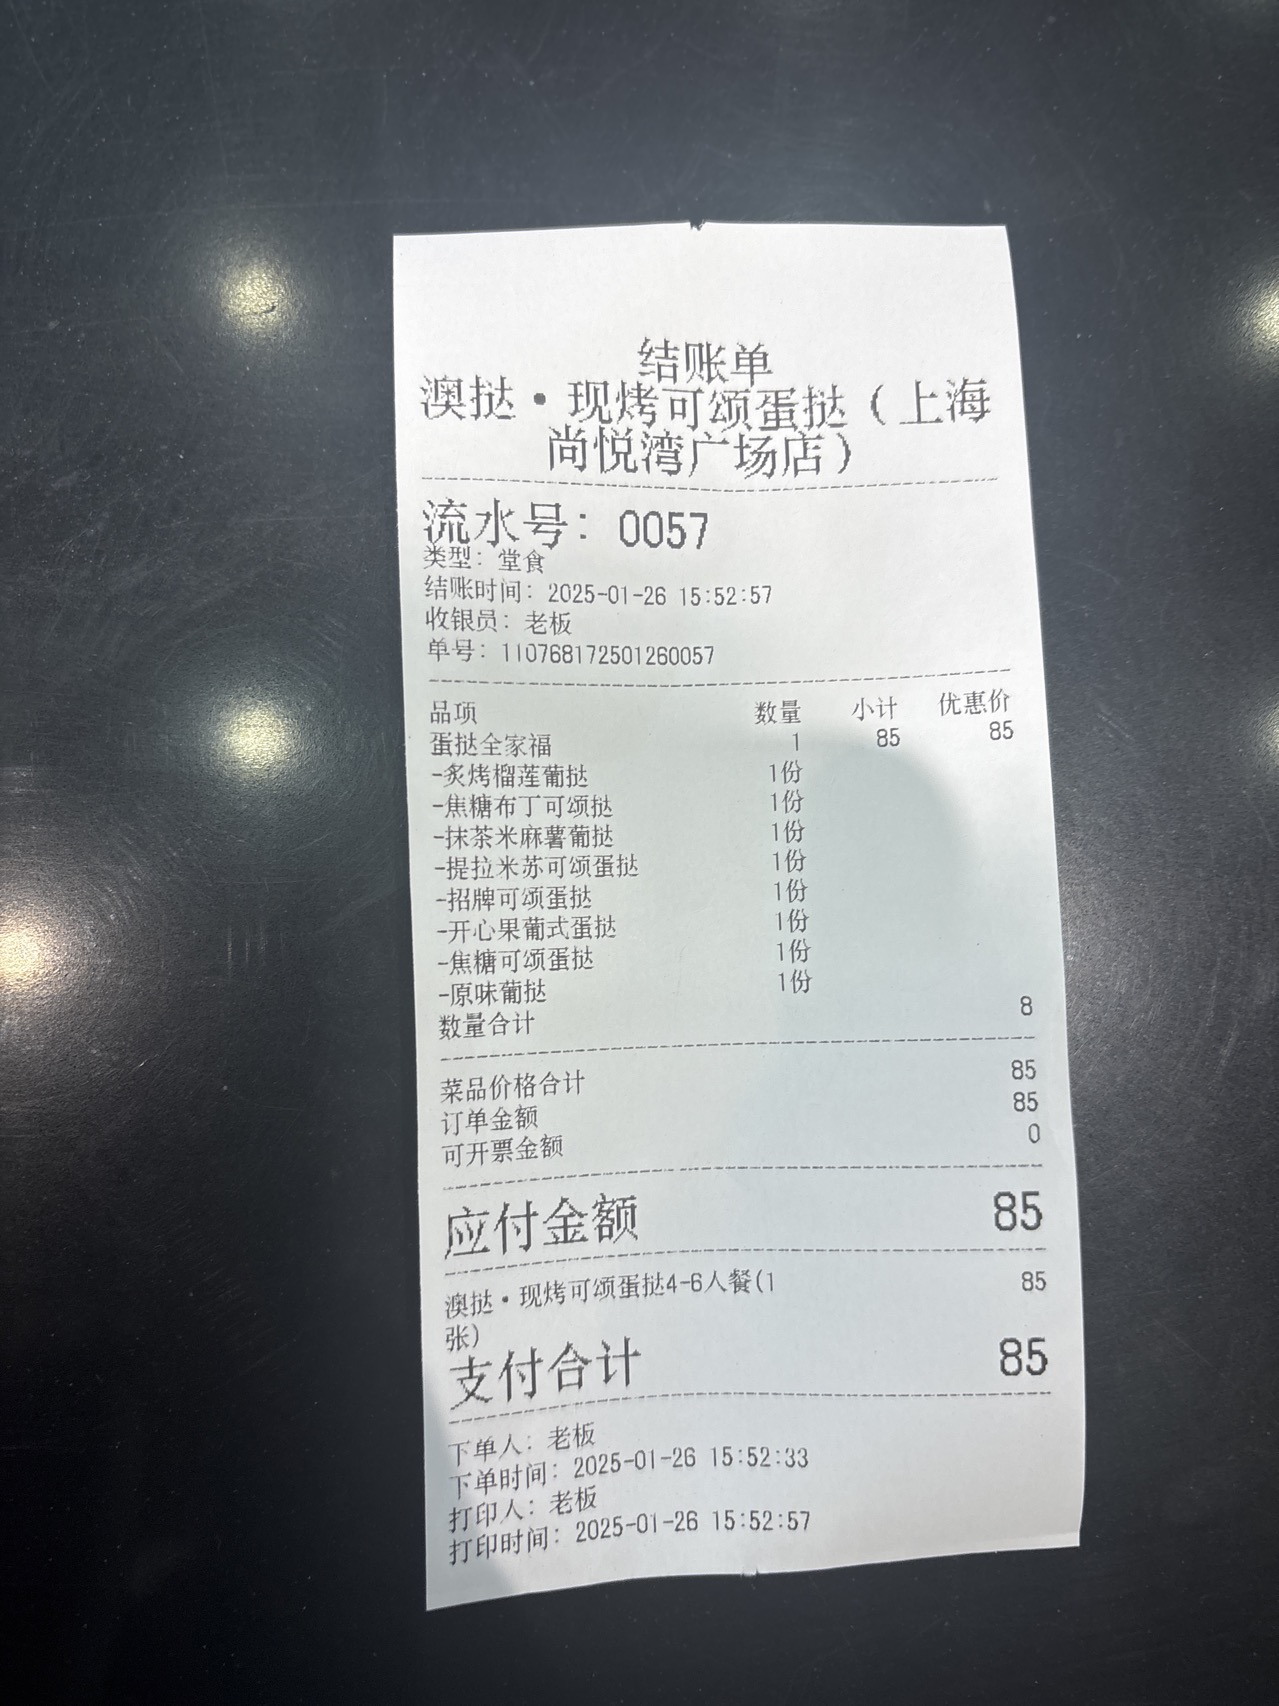 结账单
澳挞·现烤可颂蛋挞（上海
尚悦湾广场店）
流水号：0057
类型：堂食
结账时间：2025-01-26 15:52:57
收银员：老板
单号：110768172501260057
品项 数量 小计 优惠价
蛋挞全家福 1 85 85
-炙烤榴莲葡挞 1份
-焦糖布丁可颂挞 1份
-抹茶米麻薯葡挞 1份
-提拉米苏可颂蛋挞 1份
-招牌可颂蛋挞 1份
-开心果葡式蛋挞 1份
-焦糖可颂蛋挞 1份
-原味葡挞 1份
数量合计 8
菜品价格合计 85
订单金额 85
可开票金额 0
应付金额 85
澳挞·现烤可颂蛋挞4-6人餐(1 85
张)
支付合计 85
下单人：老板
下单时间：2025-01-26 15:52:33
打印人：老板
打印时间：2025-01-26 15:52:57